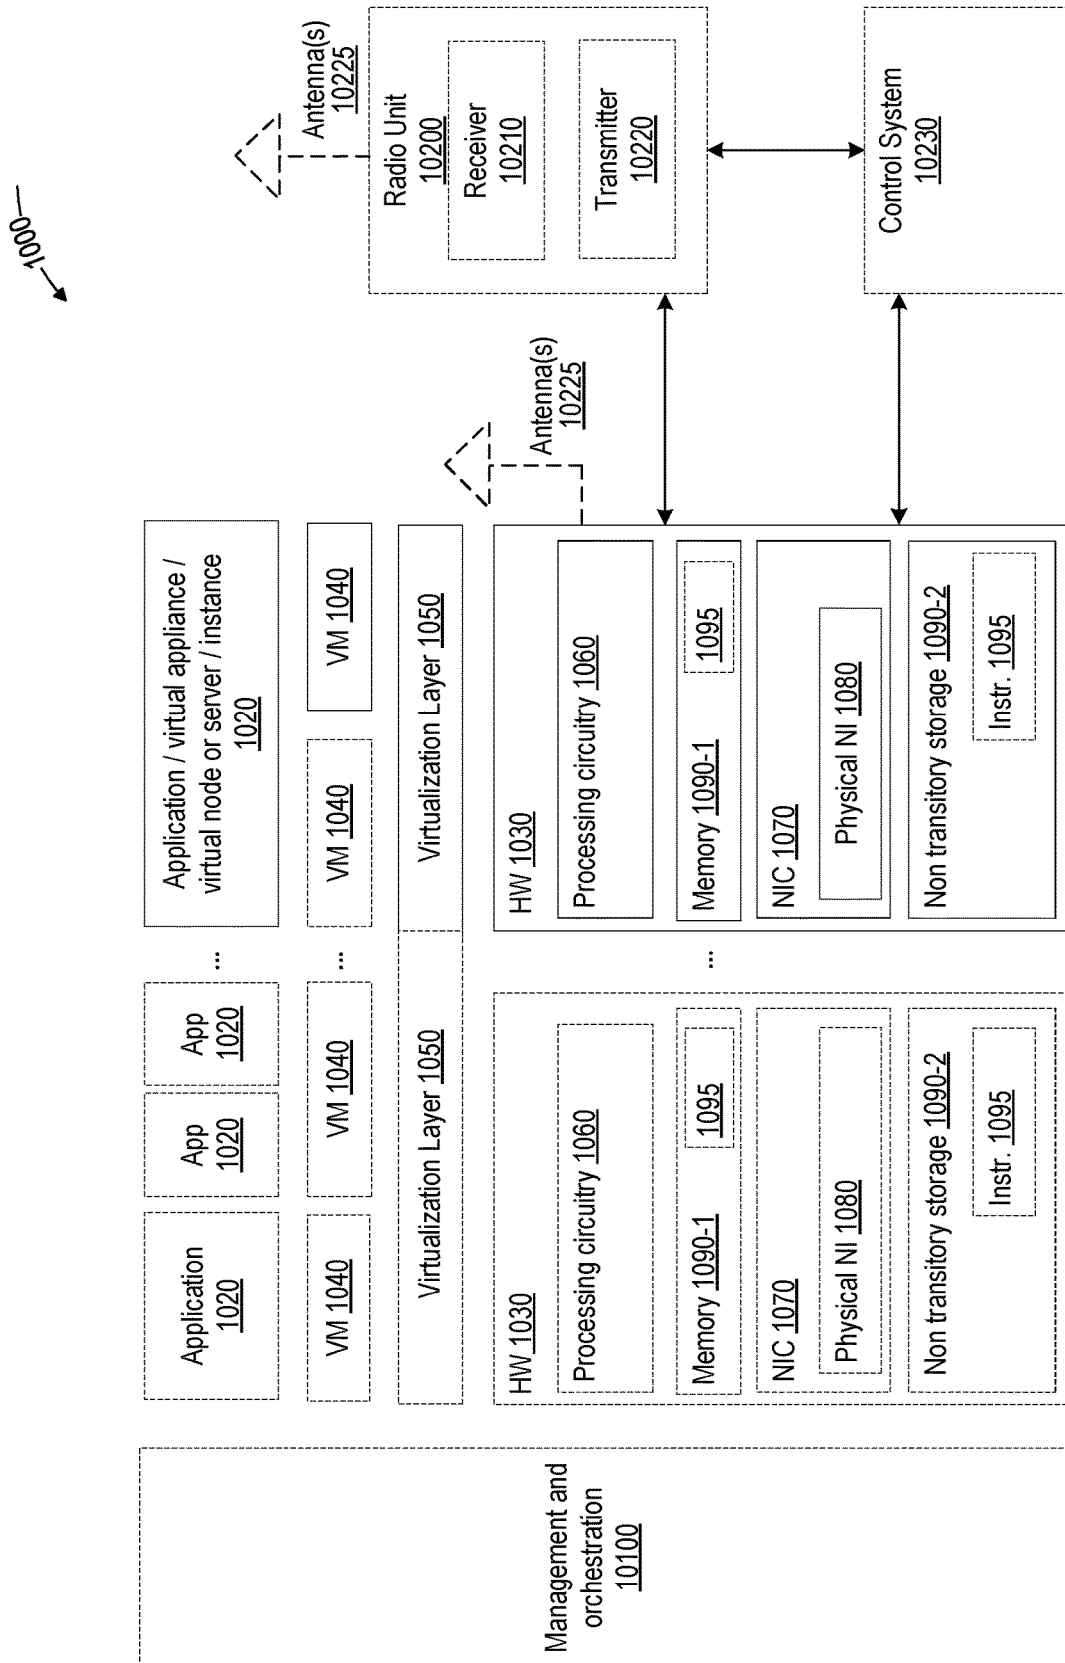 1000
Management and
orchestration
10100
Application
1020
App
1020
App
1020
...
Application / virtual appliance /
virtual node or server / instance
1020
VM 1040
VM 1040
...
VM 1040
VM 1040
Virtualization Layer 1050
Virtualization Layer 1050
HW 1030
Processing circuitry 1060
Memory 1090-1
1095
NIC 1070
Physical NI 1080
Non transitory storage 1090-2
Instr. 1095
...
HW 1030
Processing circuitry 1060
Memory 1090-1
1095
NIC 1070
Physical NI 1080
Non transitory storage 1090-2
Instr. 1095
Antenna(s)
10225
Antenna(s)
10225
Radio Unit
10200
Receiver
10210
Transmitter
10220
Control System
10230